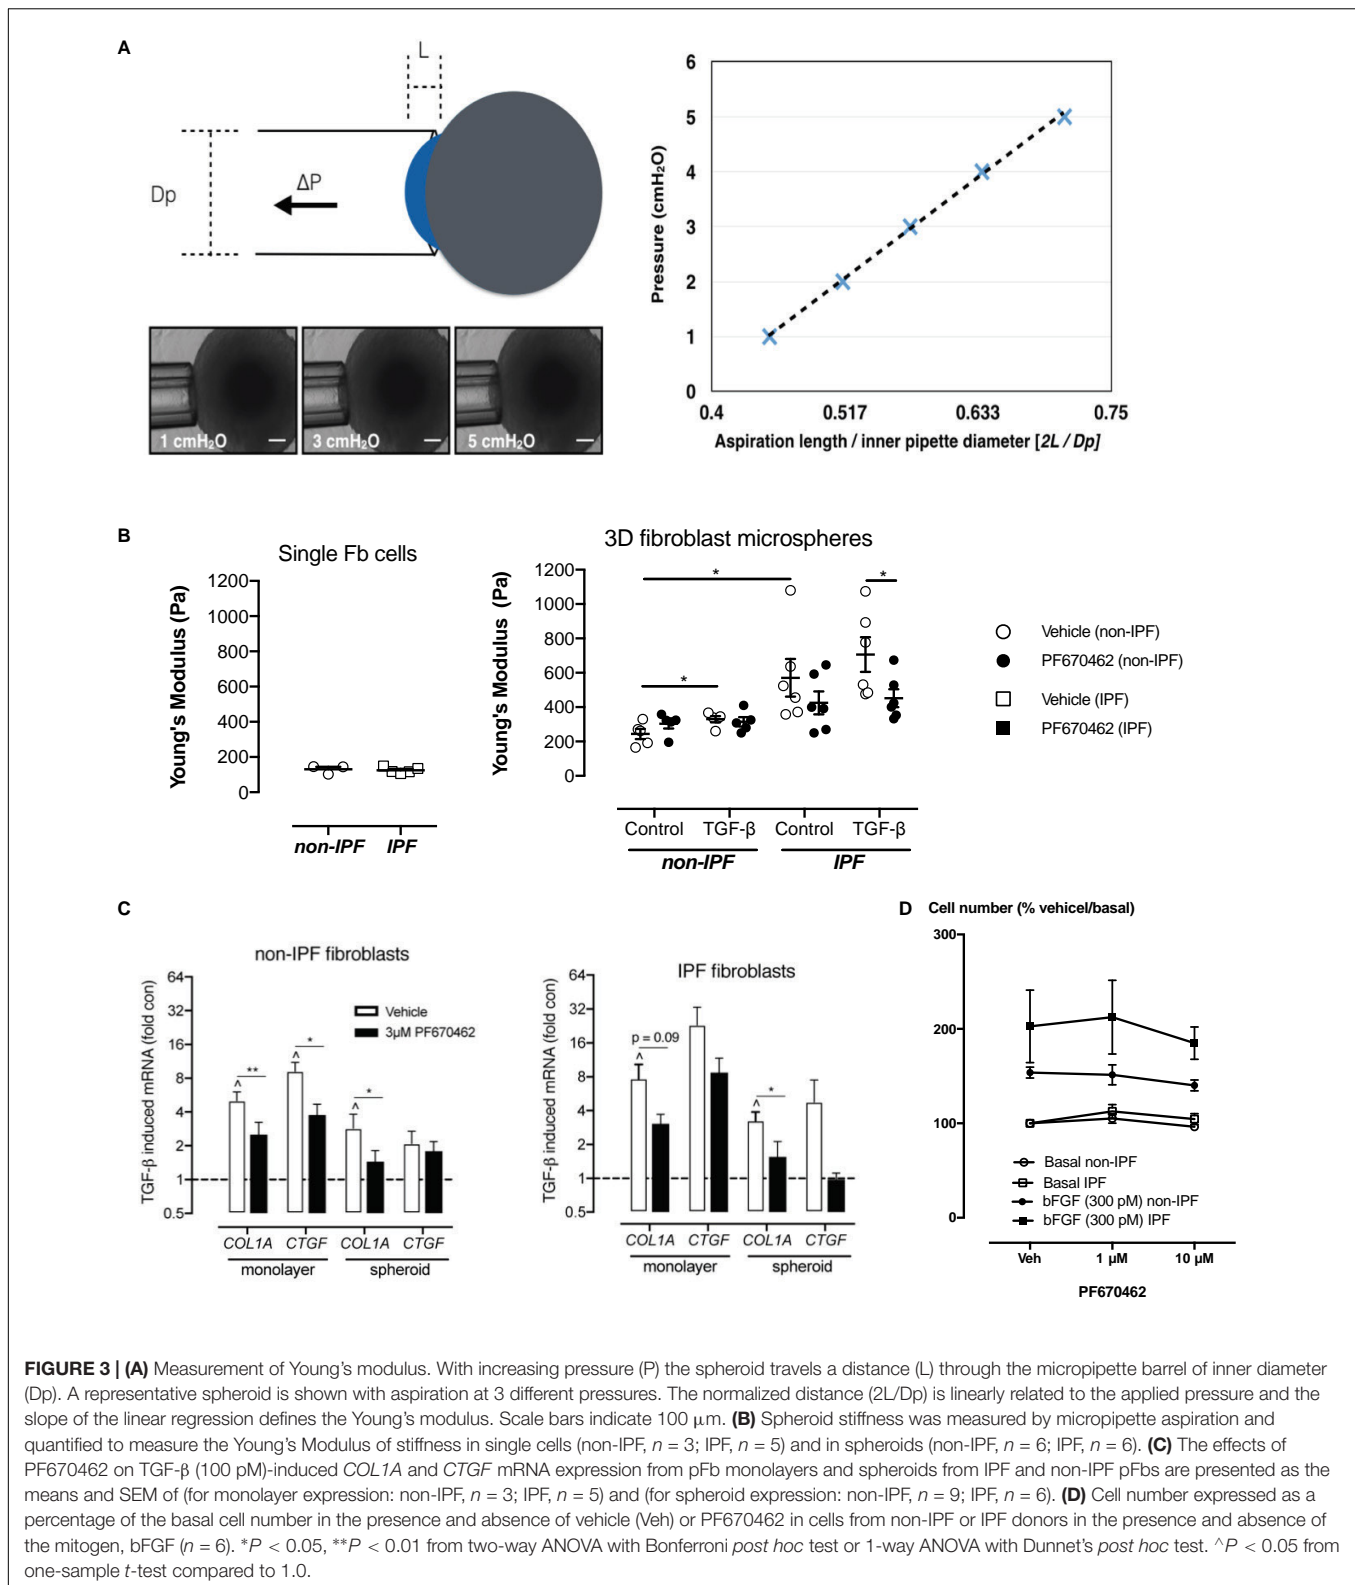 A
L
Dp
ΔP
1 cmH₂O
3 cmH₂O
5 cmH₂O
Pressure (cmH₂O)
6
5
4
3
2
1
0
0.4 0.517 0.633 0.75
Aspiration length / inner pipette diameter [2L / Dp]
B
Single Fb cells
Young's Modulus (Pa)
1200
1000
800
600
400
200
0
non-IPF IPF
3D fibroblast microspheres
Young's Modulus (Pa)
1200
1000
800
600
400
200
0
*
*
*
Control TGF-β Control TGF-β
non-IPF IPF
Vehicle (non-IPF)
PF670462 (non-IPF)
Vehicle (IPF)
PF670462 (IPF)
C
non-IPF fibroblasts
TGF-β induced mRNA (fold con)
64
32
16
8
4
2
1
0.5
Vehicle
3µM PF670462
^ **
^ *
^ *
COL1A CTGF COL1A CTGF
monolayer spheroid
IPF fibroblasts
TGF-β induced mRNA (fold con)
64
32
16
8
4
2
1
0.5
p = 0.09
^
^ *
COL1A CTGF COL1A CTGF
monolayer spheroid
D Cell number (% vehicel/basal)
300
200
100
0
Basal non-IPF
Basal IPF
bFGF (300 pM) non-IPF
bFGF (300 pM) IPF
Veh 1 µM 10 µM
PF670462
FIGURE 3 | (A) Measurement of Young's modulus. With increasing pressure (P) the spheroid travels a distance (L) through the micropipette barrel of inner diameter
(Dp). A representative spheroid is shown with aspiration at 3 different pressures. The normalized distance (2L/Dp) is linearly related to the applied pressure and the
slope of the linear regression defines the Young's modulus. Scale bars indicate 100 µm. (B) Spheroid stiffness was measured by micropipette aspiration and
quantified to measure the Young's Modulus of stiffness in single cells (non-IPF, n = 3; IPF, n = 5) and in spheroids (non-IPF, n = 6; IPF, n = 6). (C) The effects of
PF670462 on TGF-β (100 pM)-induced COL1A and CTGF mRNA expression from pFb monolayers and spheroids from IPF and non-IPF pFbs are presented as the
means and SEM of (for monolayer expression: non-IPF, n = 3; IPF, n = 5) and (for spheroid expression: non-IPF, n = 9; IPF, n = 6). (D) Cell number expressed as a
percentage of the basal cell number in the presence and absence of vehicle (Veh) or PF670462 in cells from non-IPF or IPF donors in the presence and absence of
the mitogen, bFGF (n = 6). *P < 0.05, **P < 0.01 from two-way ANOVA with Bonferroni post hoc test or 1-way ANOVA with Dunnet's post hoc test. ^P < 0.05 from
one-sample t-test compared to 1.0.